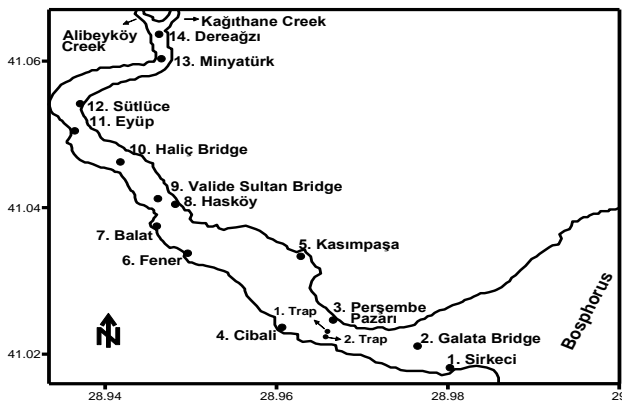 Kağıthane Creek
Alibeyköy
Creek
14. Dereağzı
41.06
13. Minyatürk
12. Sütlüce
11. Eyüp
10. Haliç Bridge
9. Valide Sultan Bridge
8. Hasköy
41.04
7. Balat
5. Kasımpaşa
6. Fener
Bosphorus
1. Trap
3. Perşembe
Pazarı
4. Cibali
2. Trap
2. Galata Bridge
N
41.02
1. Sirkeci
28.94
28.96
28.98
29